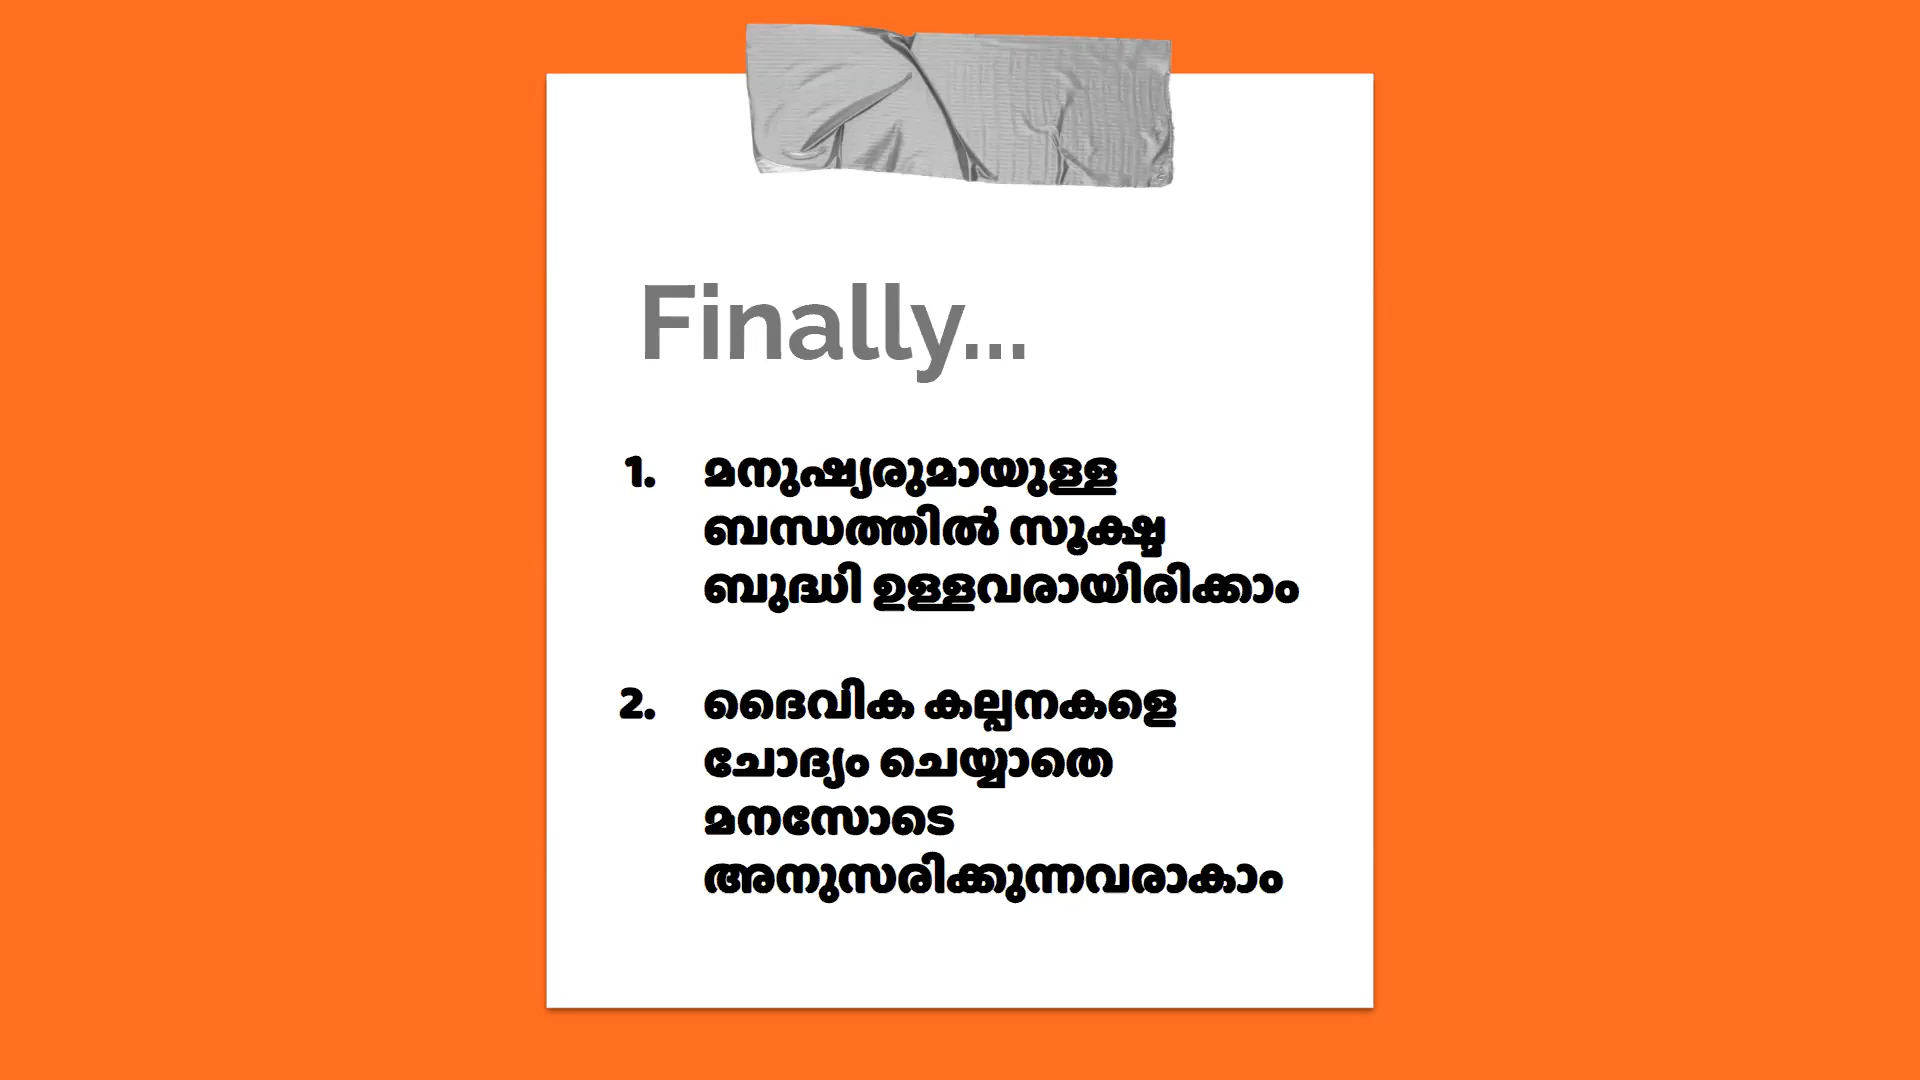 Finally...
1. മനുഷ്യരുമായുള്ള
ബന്ധത്തിൽ സൂക്ഷ്മ
ബുദ്ധി ഉള്ളവരായിരിക്കാം
2. ദൈവിക കല്പനകളെ
ചോദ്യം ചെയ്യാതെ
മനസോടെ
അനുസരിക്കുന്നവരാകാം